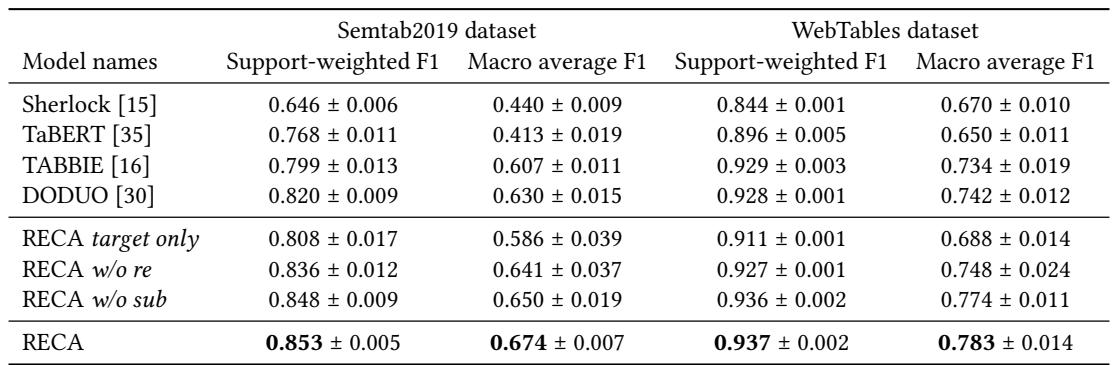 Semtab2019 dataset WebTables dataset
Model names Support-weighted F1 Macro average F1 Support-weighted F1 Macro average F1
Sherlock [15] 0.646 ± 0.006 0.440 ± 0.009 0.844 ± 0.001 0.670 ± 0.010
TaBERT [35] 0.768 ± 0.011 0.413 ± 0.019 0.896 ± 0.005 0.650 ± 0.011
TABBIE [16] 0.799 ± 0.013 0.607 ± 0.011 0.929 ± 0.003 0.734 ± 0.019
DODUO [30] 0.820 ± 0.009 0.630 ± 0.015 0.928 ± 0.001 0.742 ± 0.012
RECA target only 0.808 ± 0.017 0.586 ± 0.039 0.911 ± 0.001 0.688 ± 0.014
RECA w/o re 0.836 ± 0.012 0.641 ± 0.037 0.927 ± 0.001 0.748 ± 0.024
RECA w/o sub 0.848 ± 0.009 0.650 ± 0.019 0.936 ± 0.002 0.774 ± 0.011
RECA 0.853 ± 0.005 0.674 ± 0.007 0.937 ± 0.002 0.783 ± 0.014